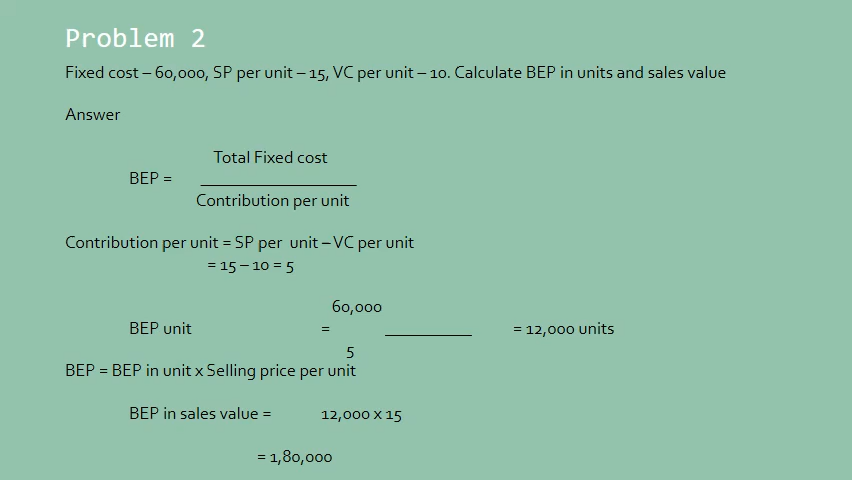 Problem 2
Fixed cost – 60,000, SP per unit – 15, VC per unit – 10. Calculate BEP in units and sales value
Answer
Total Fixed cost
BEP = ____________
Contribution per unit
Contribution per unit = SP per unit – VC per unit
= 15 – 10 = 5
60,000
BEP unit = ________ = 12,000 units
5
BEP = BEP in unit x Selling price per unit
BEP in sales value = 12,000 x 15
= 1,80,000